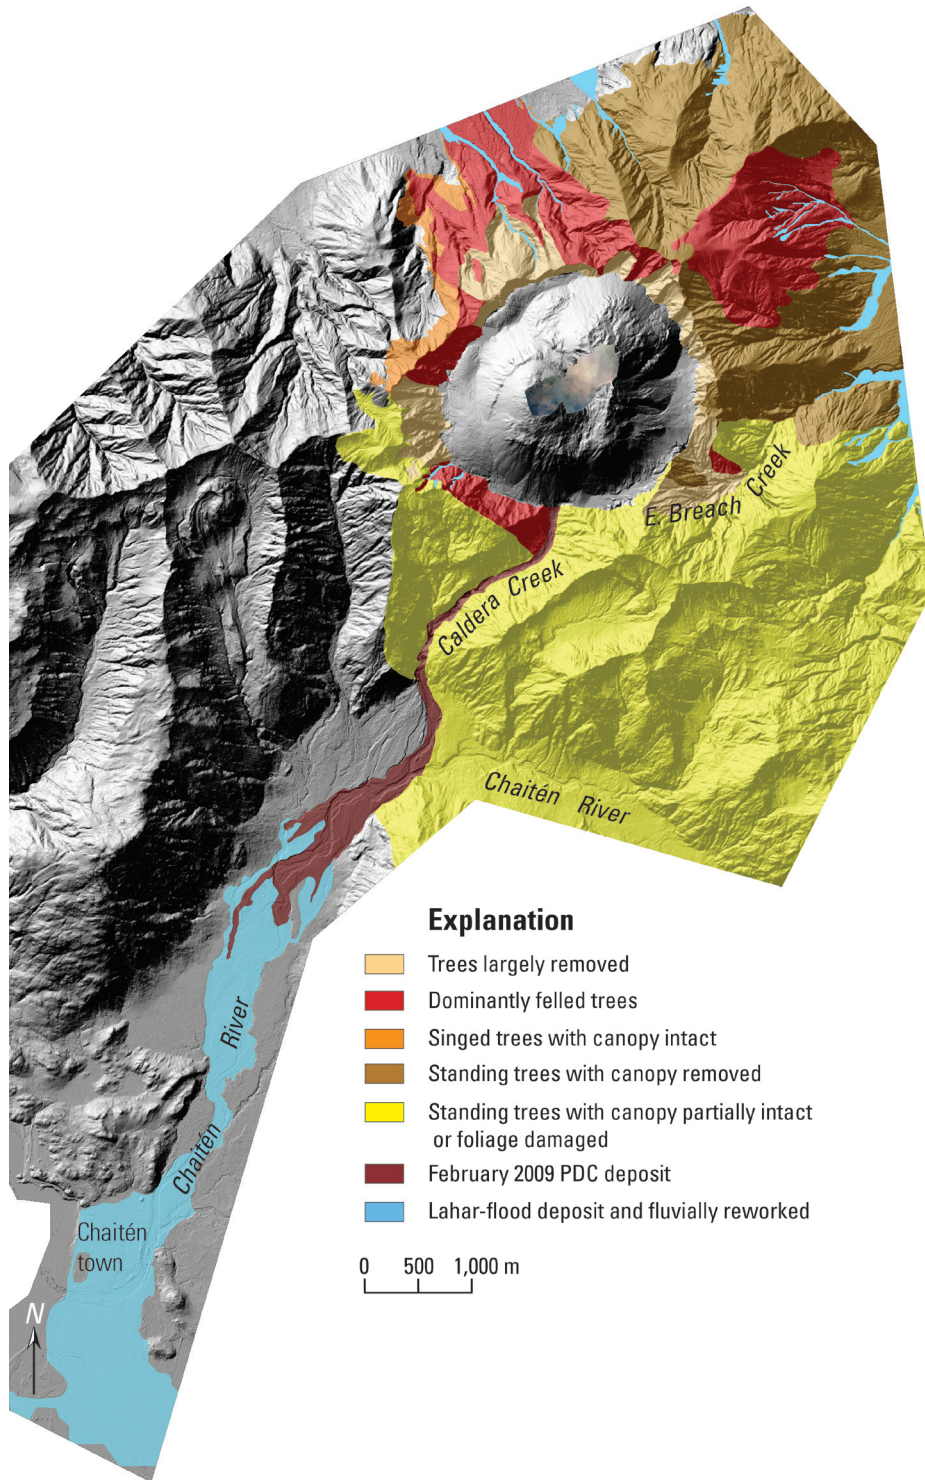 E. Breach Creek
Caldera Creek
Chaitén River
Explanation
Trees largely removed
Dominantly felled trees
Singed trees with canopy intact
Standing trees with canopy removed
Standing trees with canopy partially intact
or foliage damaged
February 2009 PDC deposit
Lahar-flood deposit and fluvially reworked
0 500 1,000 m
Chaitén River
Chaitén
town
N